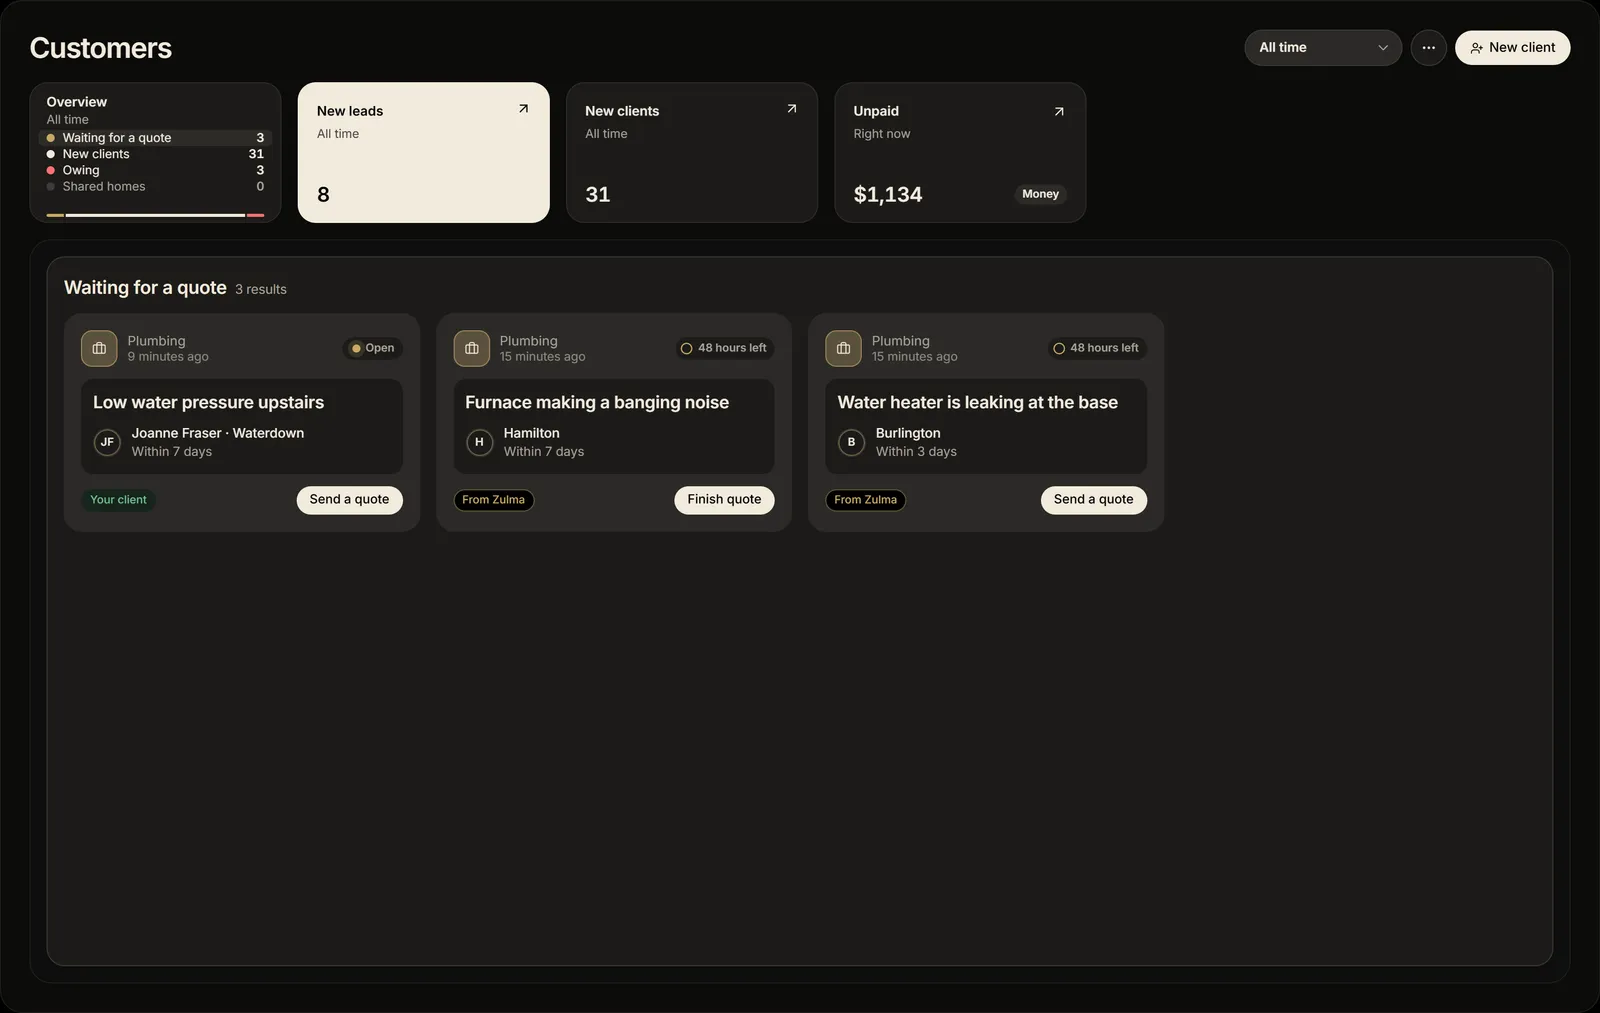 Customers
All time
New client
Overview
All time
Waiting for a quote 3
New clients 31
Owing 3
Shared homes 0
New leads
All time
8
New clients
All time
31
Unpaid
Right now
$1,134
Money
Waiting for a quote 3 results
Plumbing
9 minutes ago
Open
Low water pressure upstairs
JF
Joanne Fraser · Waterdown
Within 7 days
Your client
Send a quote
Plumbing
15 minutes ago
48 hours left
Furnace making a banging noise
H
Hamilton
Within 7 days
From Zulma
Finish quote
Plumbing
15 minutes ago
48 hours left
Water heater is leaking at the base
B
Burlington
Within 3 days
From Zulma
Send a quote